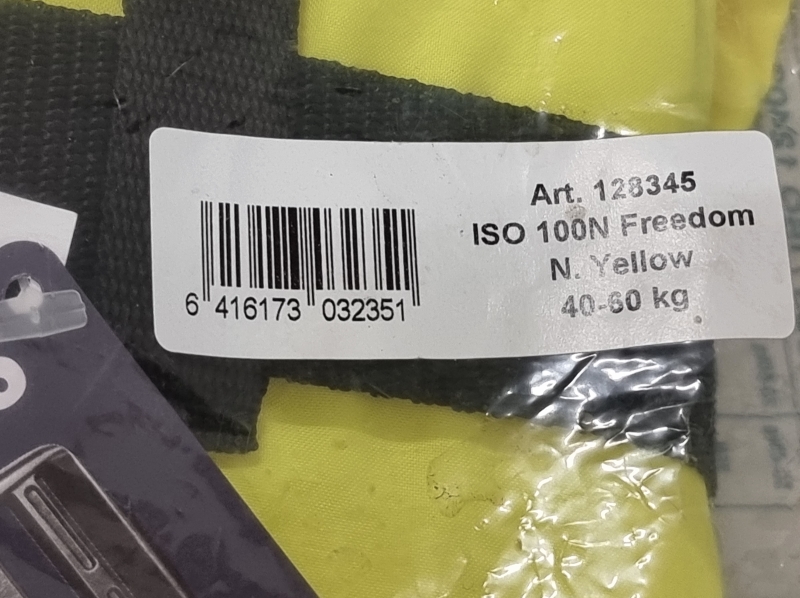 Art. 128345
ISO 100N Freedom
N. Yellow
40-60 kg
6 416173 032351